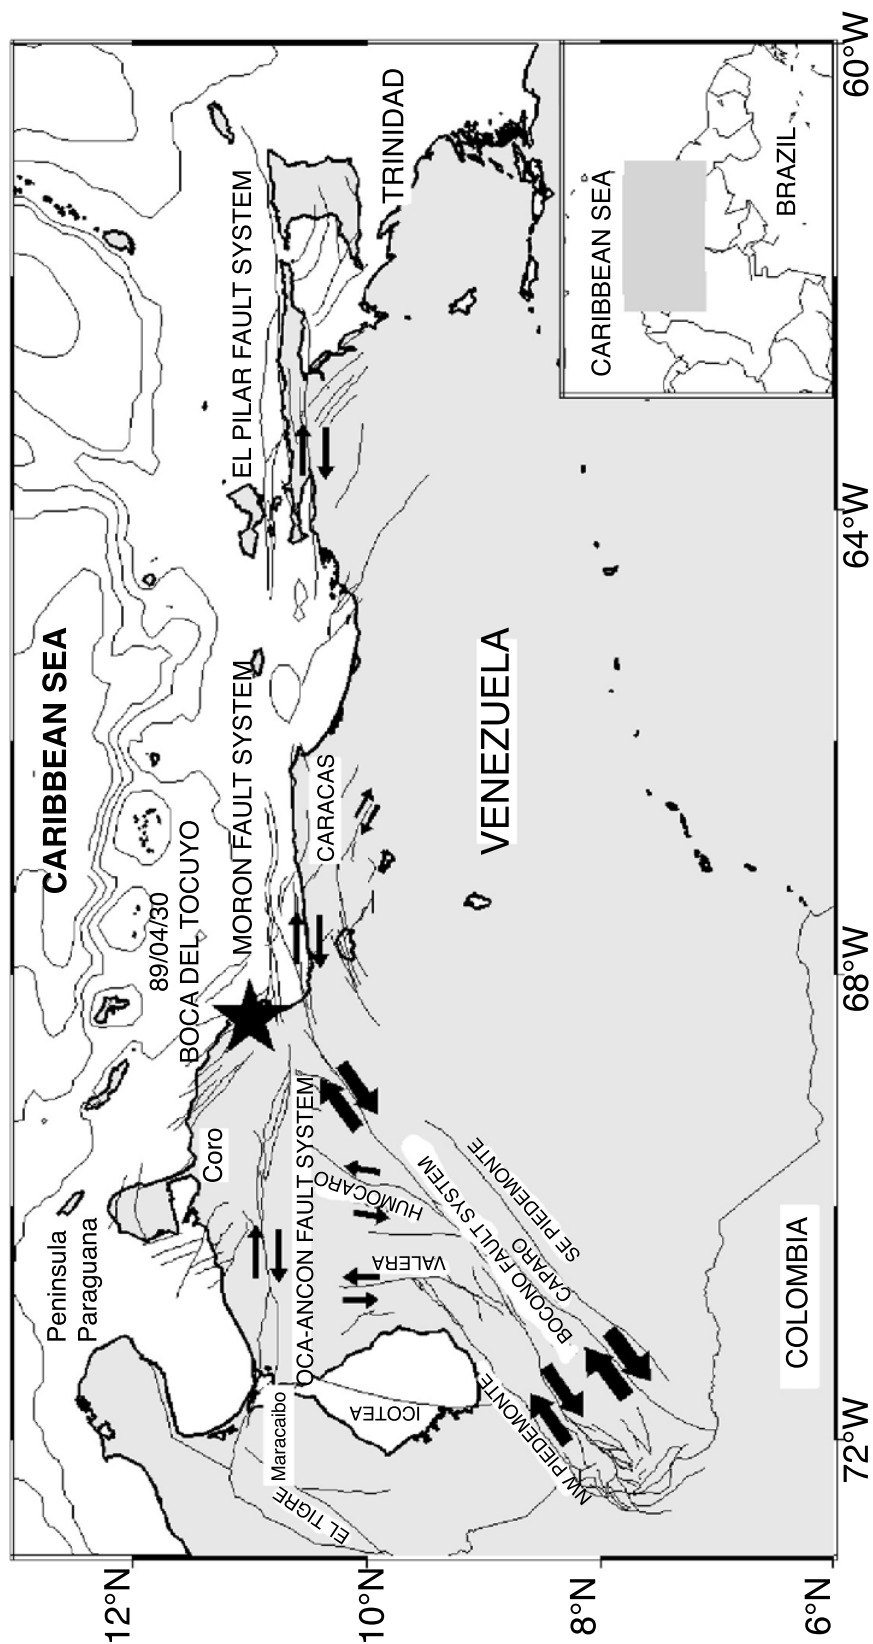 CARIBBEAN SEA
89/04/30
BOCA DEL TOCUYO
MORON FAULT SYSTEM
EL PILAR FAULT SYSTEM
TRINIDAD
Peninsula
Paraguana
Coro
CARACAS
Maracaibo
OCA-ANCON FAULT SYSTEM
EL TIGRE
ICOTEA
VALERA
HUMOCARO
BOCONO FAULT SYSTEM
CAPARO
SE PIEDEMONTE
NW PIEDEMONTE
VENEZUELA
COLOMBIA
CARIBBEAN SEA
BRAZIL
12°N
10°N
8°N
6°N
72°W
68°W
64°W
60°W